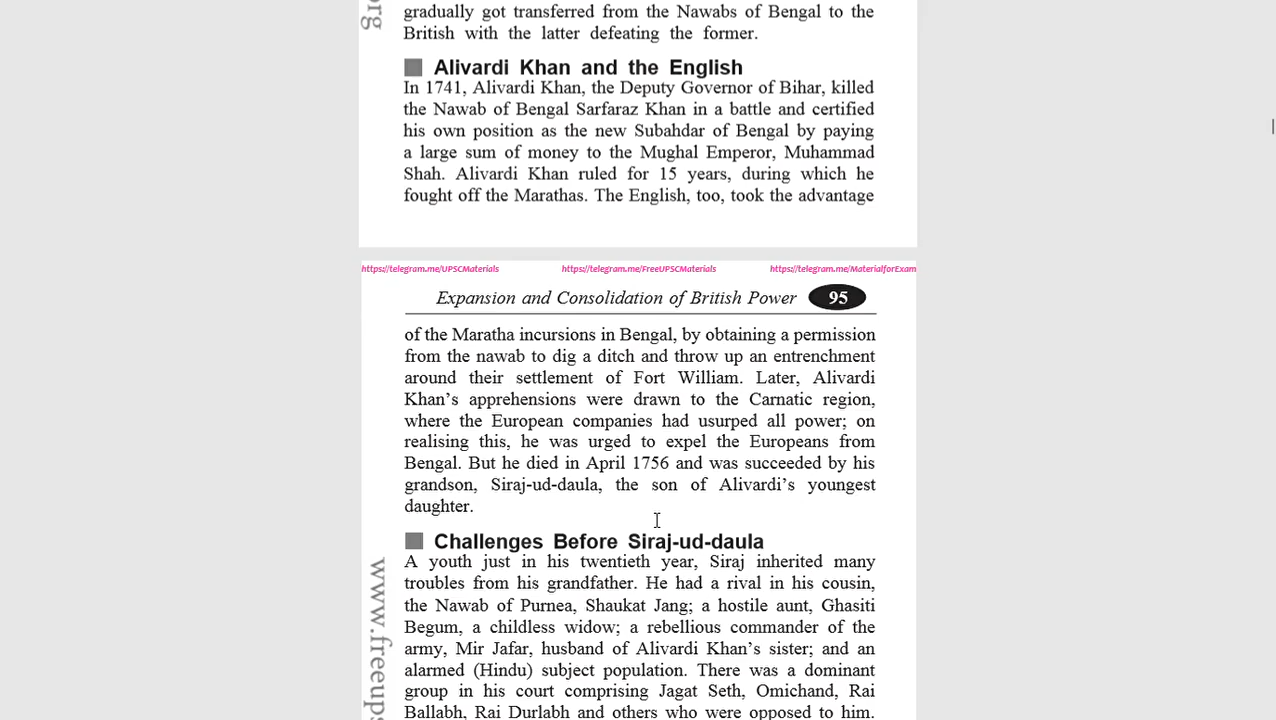 org
gradually got transferred from the Nawabs of Bengal to the
British with the latter defeating the former.
Alivardi Khan and the English
In 1741, Alivardi Khan, the Deputy Governor of Bihar, killed
the Nawab of Bengal Sarfaraz Khan in a battle and certified
his own position as the new Subahdar of Bengal by paying
a large sum of money to the Mughal Emperor, Muhammad
Shah. Alivardi Khan ruled for 15 years, during which he
fought off the Marathas. The English, too, took the advantage
https://telegram.me/UPSCMaterials https://telegram.me/FreeUPSCMaterials https://telegram.me/MaterialforExam
Expansion and Consolidation of British Power 95
of the Maratha incursions in Bengal, by obtaining a permission
from the nawab to dig a ditch and throw up an entrenchment
around their settlement of Fort William. Later, Alivardi
Khan's apprehensions were drawn to the Carnatic region,
where the European companies had usurped all power; on
realising this, he was urged to expel the Europeans from
Bengal. But he died in April 1756 and was succeeded by his
grandson, Siraj-ud-daula, the son of Alivardi's youngest
daughter.
Challenges Before Siraj-ud-daula
A youth just in his twentieth year, Siraj inherited many
troubles from his grandfather. He had a rival in his cousin,
the Nawab of Purnea, Shaukat Jang; a hostile aunt, Ghasiti
Begum, a childless widow; a rebellious commander of the
army, Mir Jafar, husband of Alivardi Khan's sister; and an
alarmed (Hindu) subject population. There was a dominant
group in his court comprising Jagat Seth, Omichand, Rai
Ballabh, Rai Durlabh and others who were opposed to him.
www.freeups